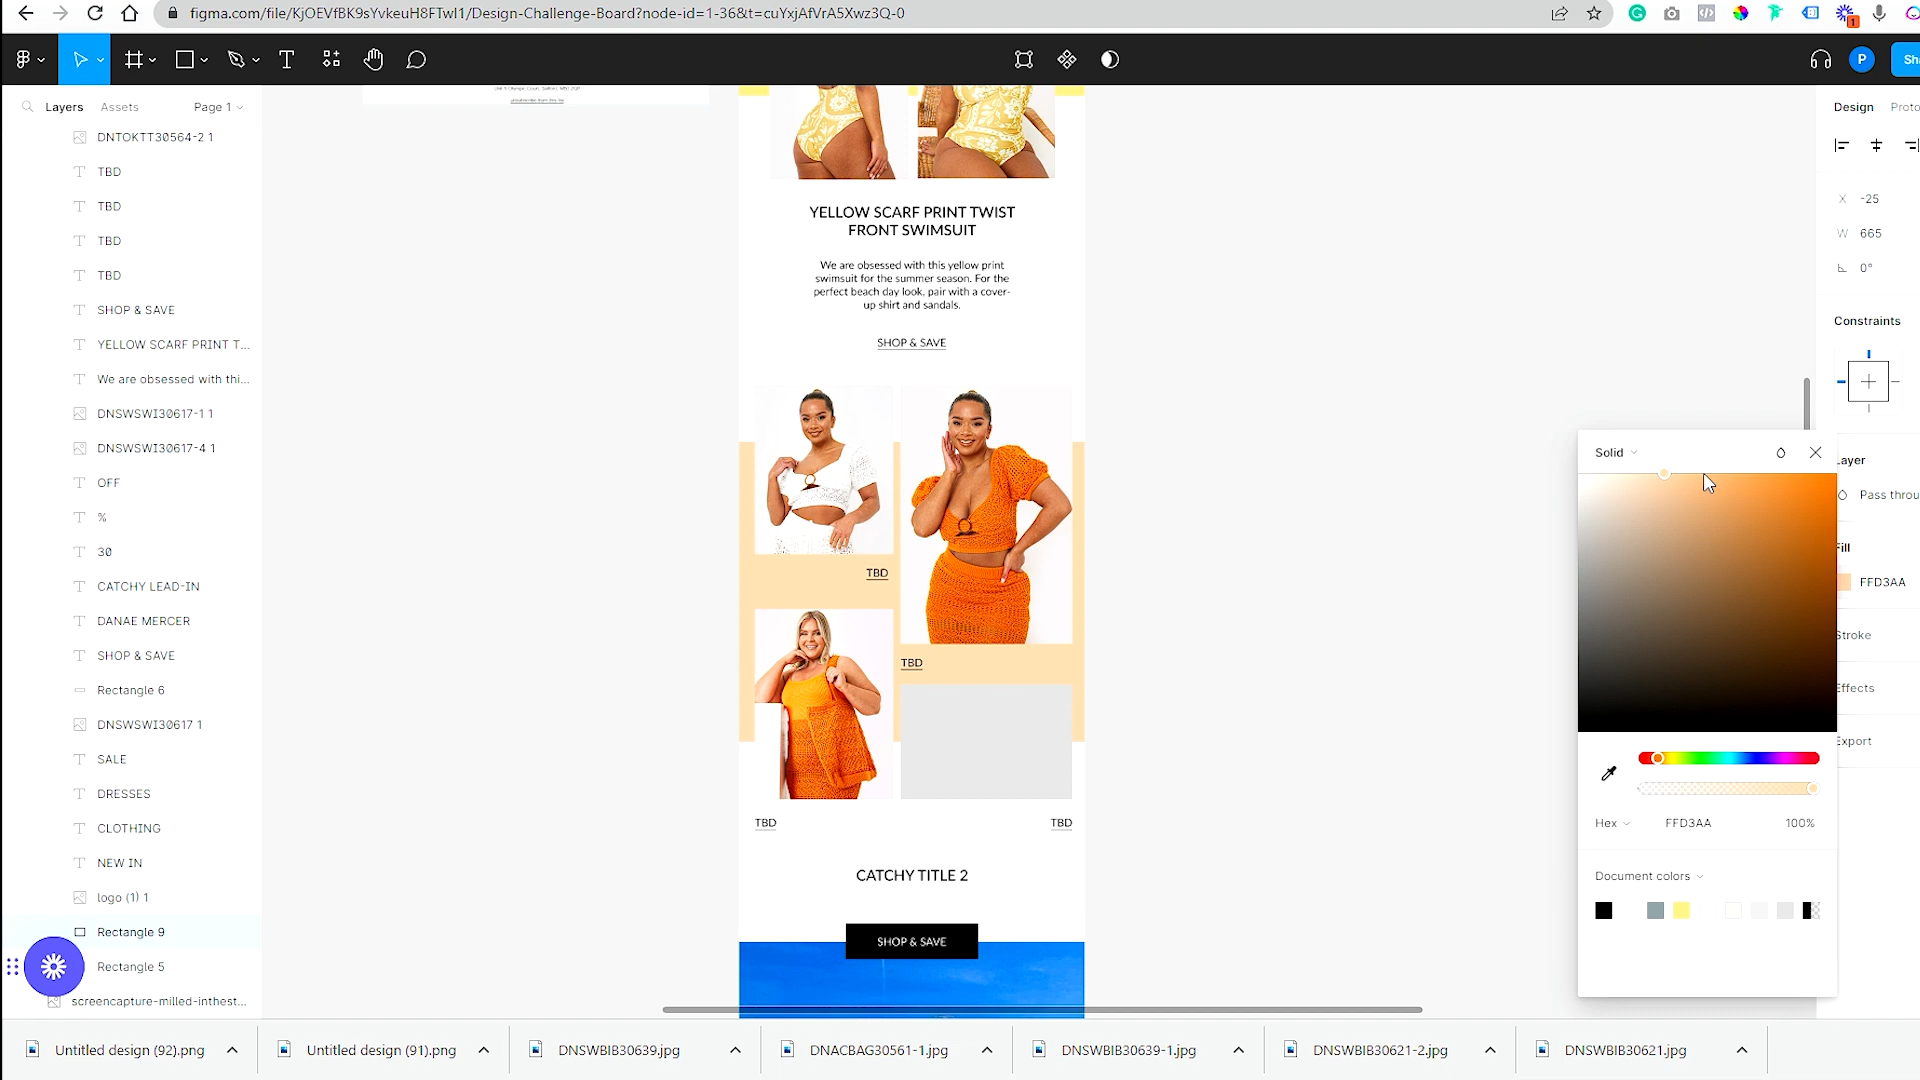 figma.com/file/KjOEVfBK9sYvkeuH8FTwI1/Design-Challenge-Board?node-id=1-36&t=cuYxjAfVrA5Xwz3Q-0
1
P
Sha
Layers
Assets
Page 1
DNTOKTT30564-2 1
TBD
TBD
TBD
TBD
SHOP & SAVE
YELLOW SCARF PRINT T...
We are obsessed with thi...
DNSWSWI30617-1 1
DNSWSWI30617-4 1
OFF
%
30
CATCHY LEAD-IN
DANAE MERCER
SHOP & SAVE
Rectangle 6
DNSWSWI30617 1
SALE
DRESSES
CLOTHING
NEW IN
logo (1) 1
Rectangle 9
Rectangle 5
screencapture-milled-inthest...
YELLOW SCARF PRINT TWIST
FRONT SWIMSUIT
We are obsessed with this yellow print
swimsuit for the summer season. For the
perfect beach day look, pair with a cover-
up shirt and sandals.
SHOP & SAVE
TBD
TBD
TBD
TBD
CATCHY TITLE 2
SHOP & SAVE
Design
Proto
X -25
W 665
0°
Constraints
Layer
Pass throu
Fill
FFD3AA
Stroke
Effects
Export
Solid
Hex
FFD3AA
100%
Document colors
Untitled design (92).png
Untitled design (91).png
DNSWBIB30639.jpg
DNACBAG30561-1.jpg
DNSWBIB30639-1.jpg
DNSWBIB30621-2.jpg
DNSWBIB30621.jpg